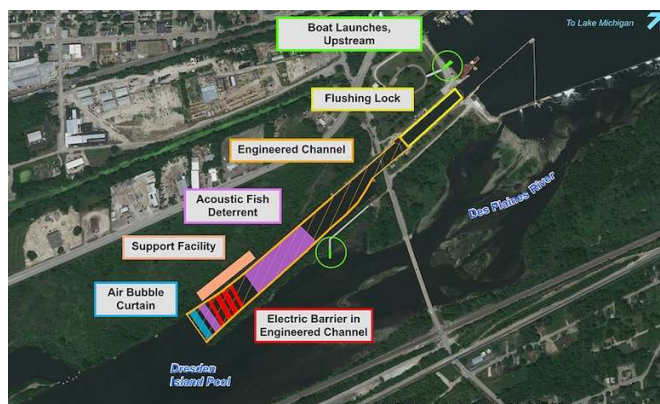 Boat Launches,
Upstream
To Lake Michigan
Flushing Lock
Engineered Channel
Acoustic Fish
Deterrent
Des Plaines River
Support Facility
Air Bubble
Curtain
Electric Barrier in
Engineered Channel
Dresden
Island Pool